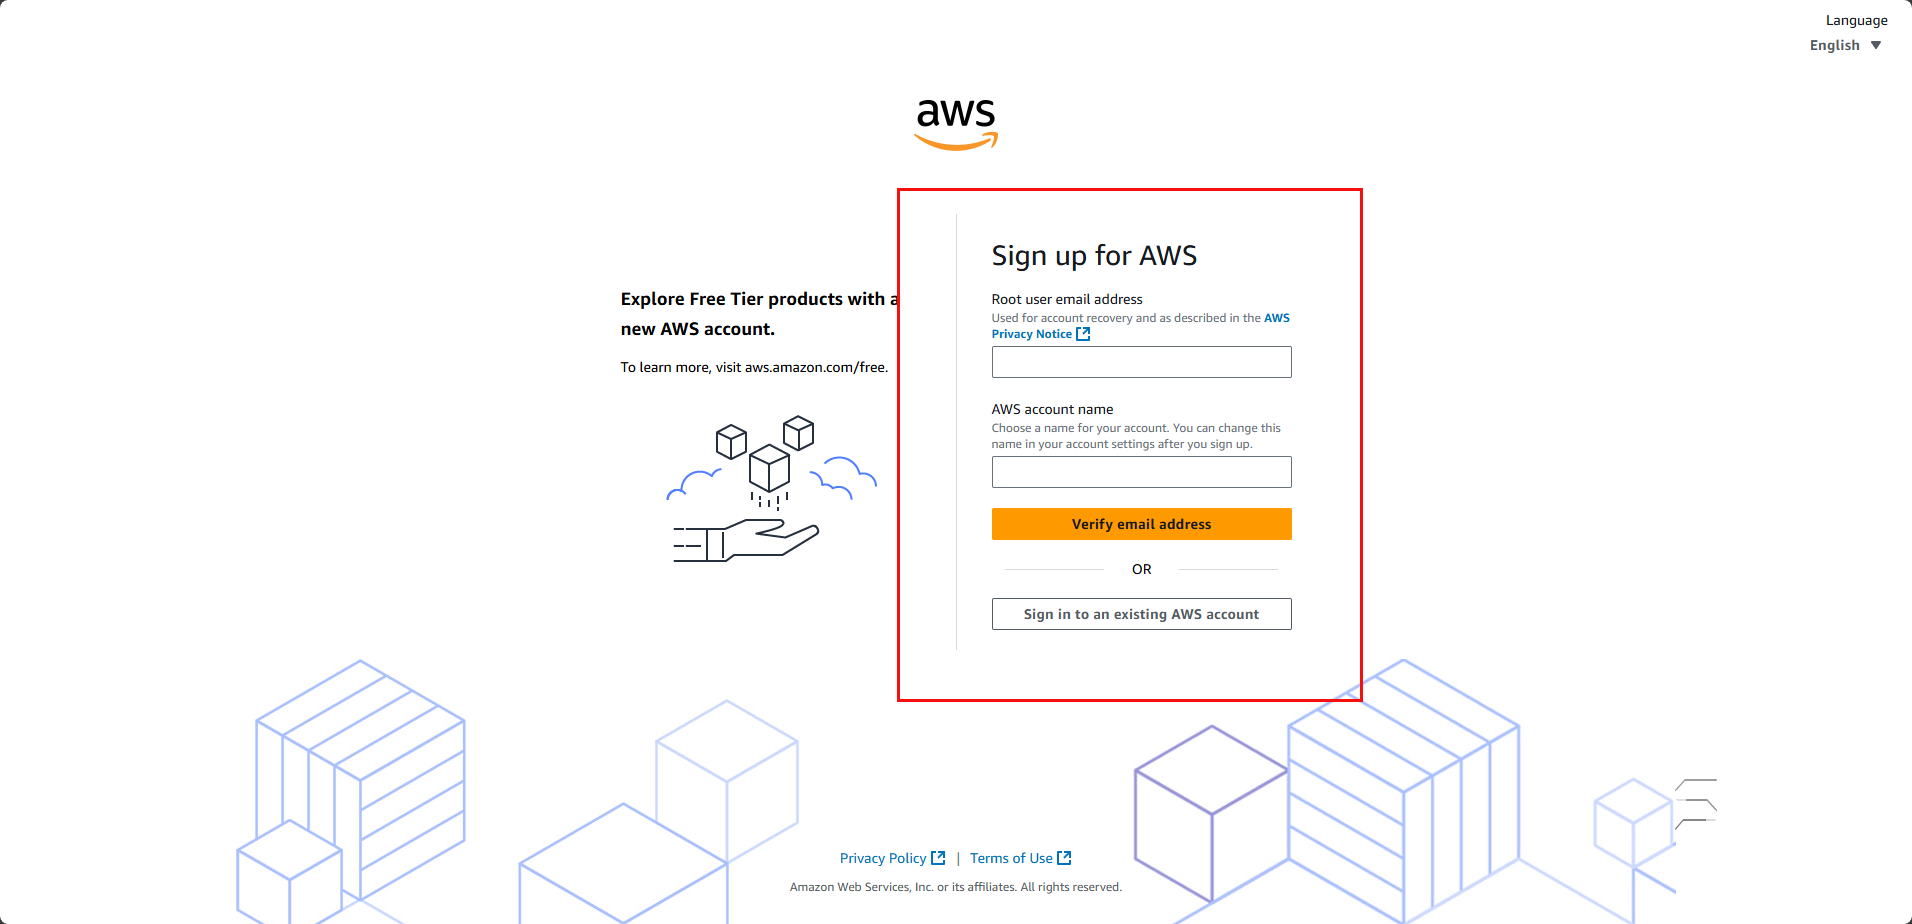 Language
English
aws
Explore Free Tier products with a
new AWS account.
To learn more, visit aws.amazon.com/free.
Sign up for AWS
Root user email address
Used for account recovery and as described in the AWS
Privacy Notice
AWS account name
Choose a name for your account. You can change this
name in your account settings after you sign up.
Verify email address
OR
Sign in to an existing AWS account
Privacy Policy | Terms of Use
Amazon Web Services, Inc. or its affiliates. All rights reserved.